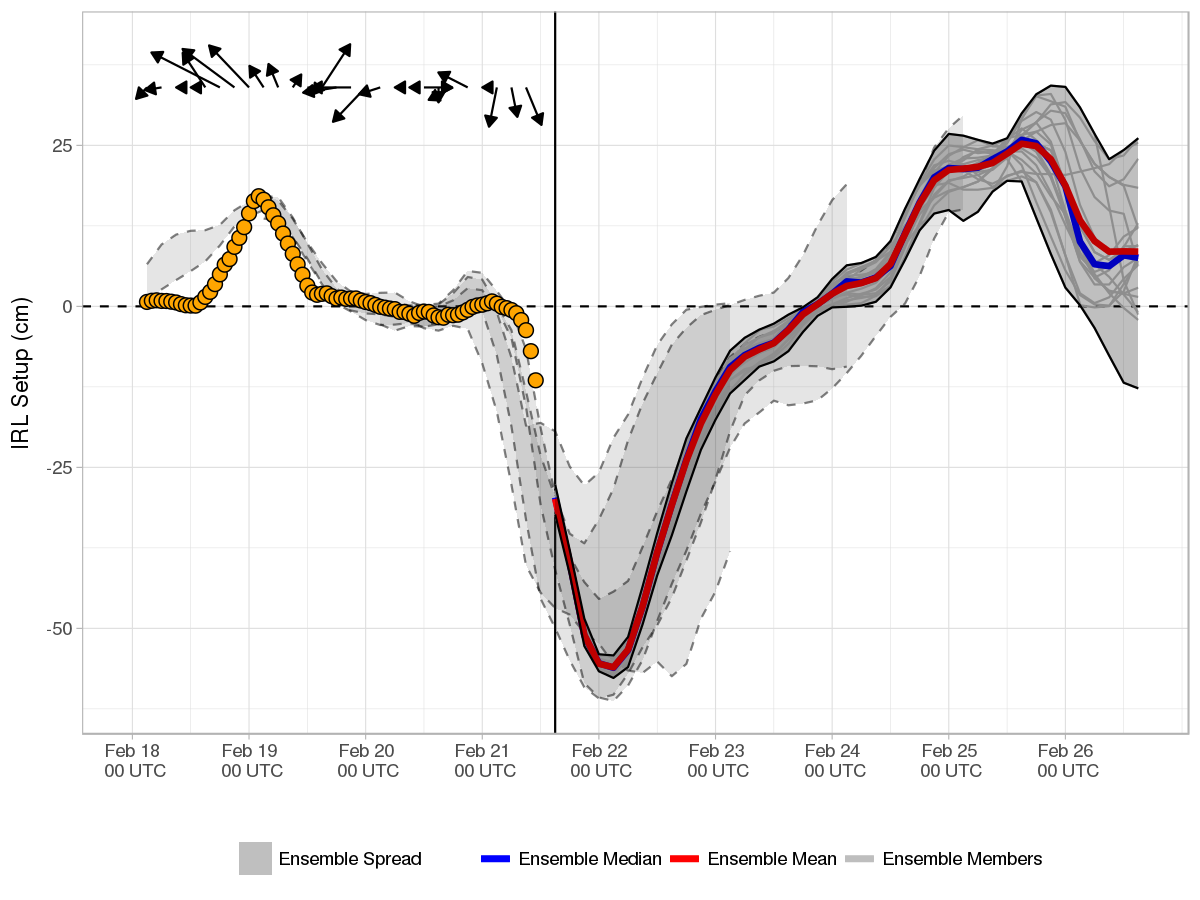 IRL Setup (cm)
25
0
-25
-50
Feb 18 Feb 19 Feb 20 Feb 21 Feb 22 Feb 23 Feb 24 Feb 25 Feb 26
00 UTC 00 UTC 00 UTC 00 UTC 00 UTC 00 UTC 00 UTC 00 UTC 00 UTC
Ensemble Spread Ensemble Median Ensemble Mean Ensemble Members